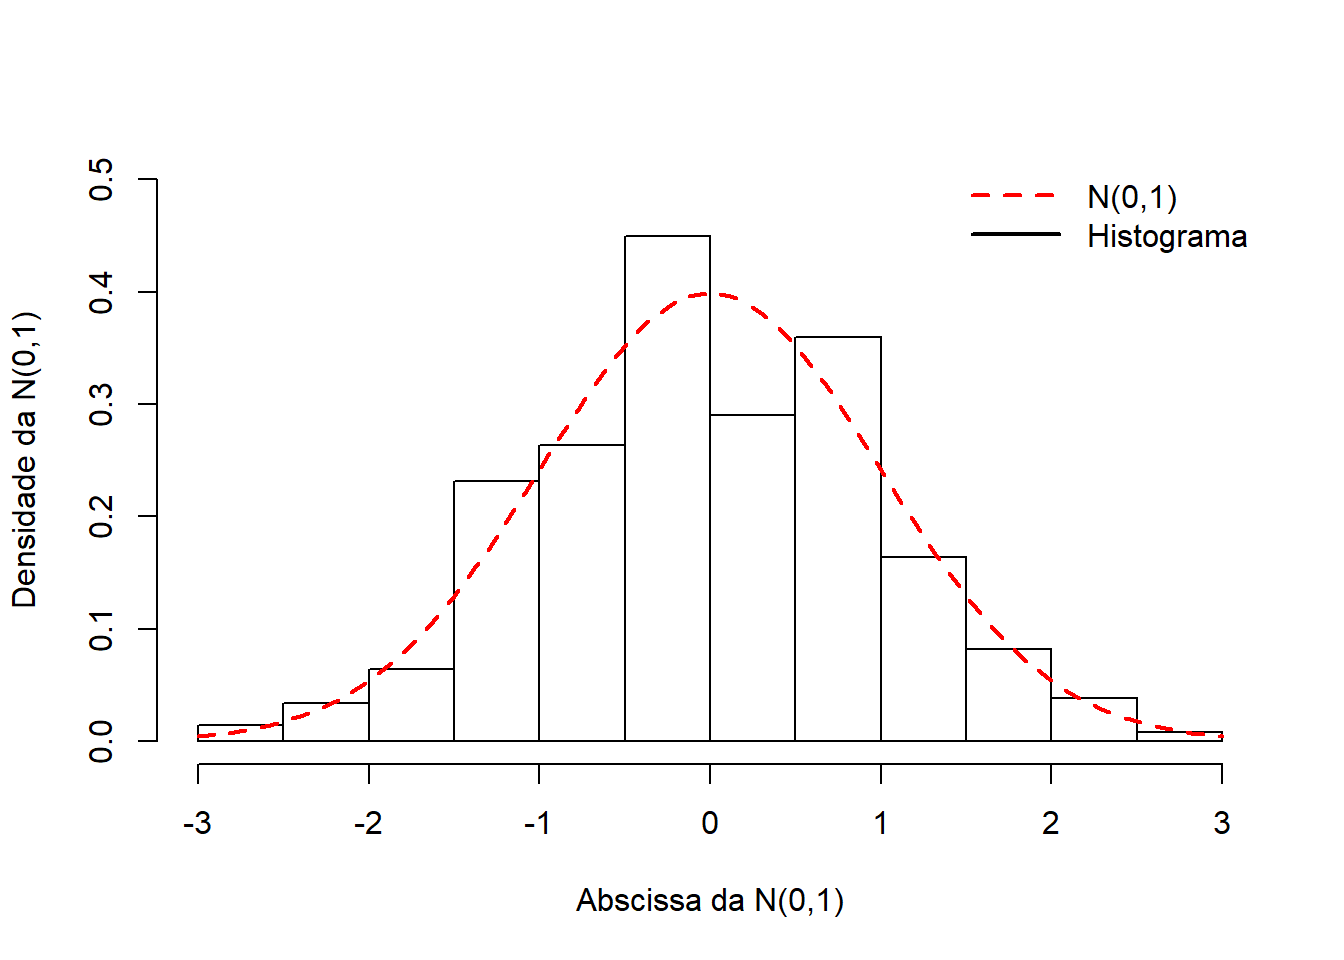 N(0,1)
Histograma
Densidade da N(0,1)
0.5
0.4
0.3
0.2
0.1
0.0
-3 -2 -1 0 1 2 3
Abscissa da N(0,1)